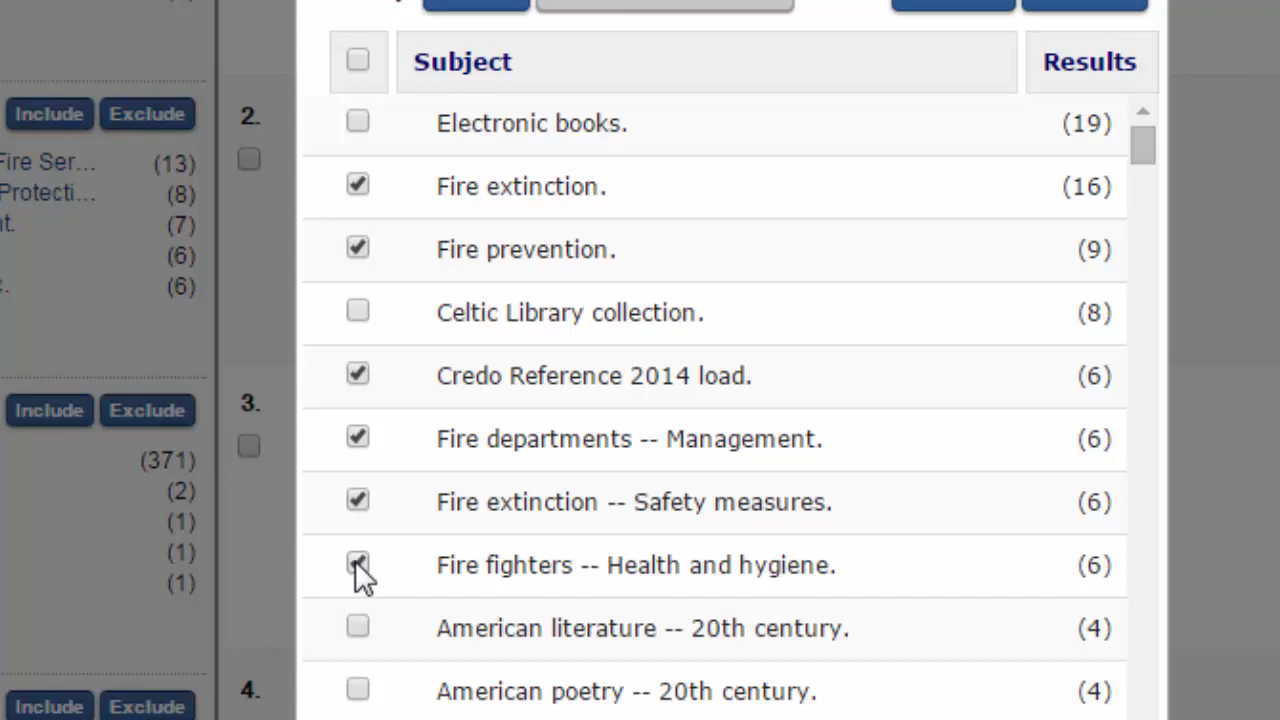 Subject Results
Include Exclude
Fire Ser... (13)
Protecti... (8)
t. (7)
(6)
(6)
2.
Include Exclude
(371)
(2)
(1)
(1)
(1)
3.
Include Exclude
4.
Electronic books. (19)
Fire extinction. (16)
Fire prevention. (9)
Celtic Library collection. (8)
Credo Reference 2014 load. (6)
Fire departments -- Management. (6)
Fire extinction -- Safety measures. (6)
Fire fighters -- Health and hygiene. (6)
American literature -- 20th century. (4)
American poetry -- 20th century. (4)